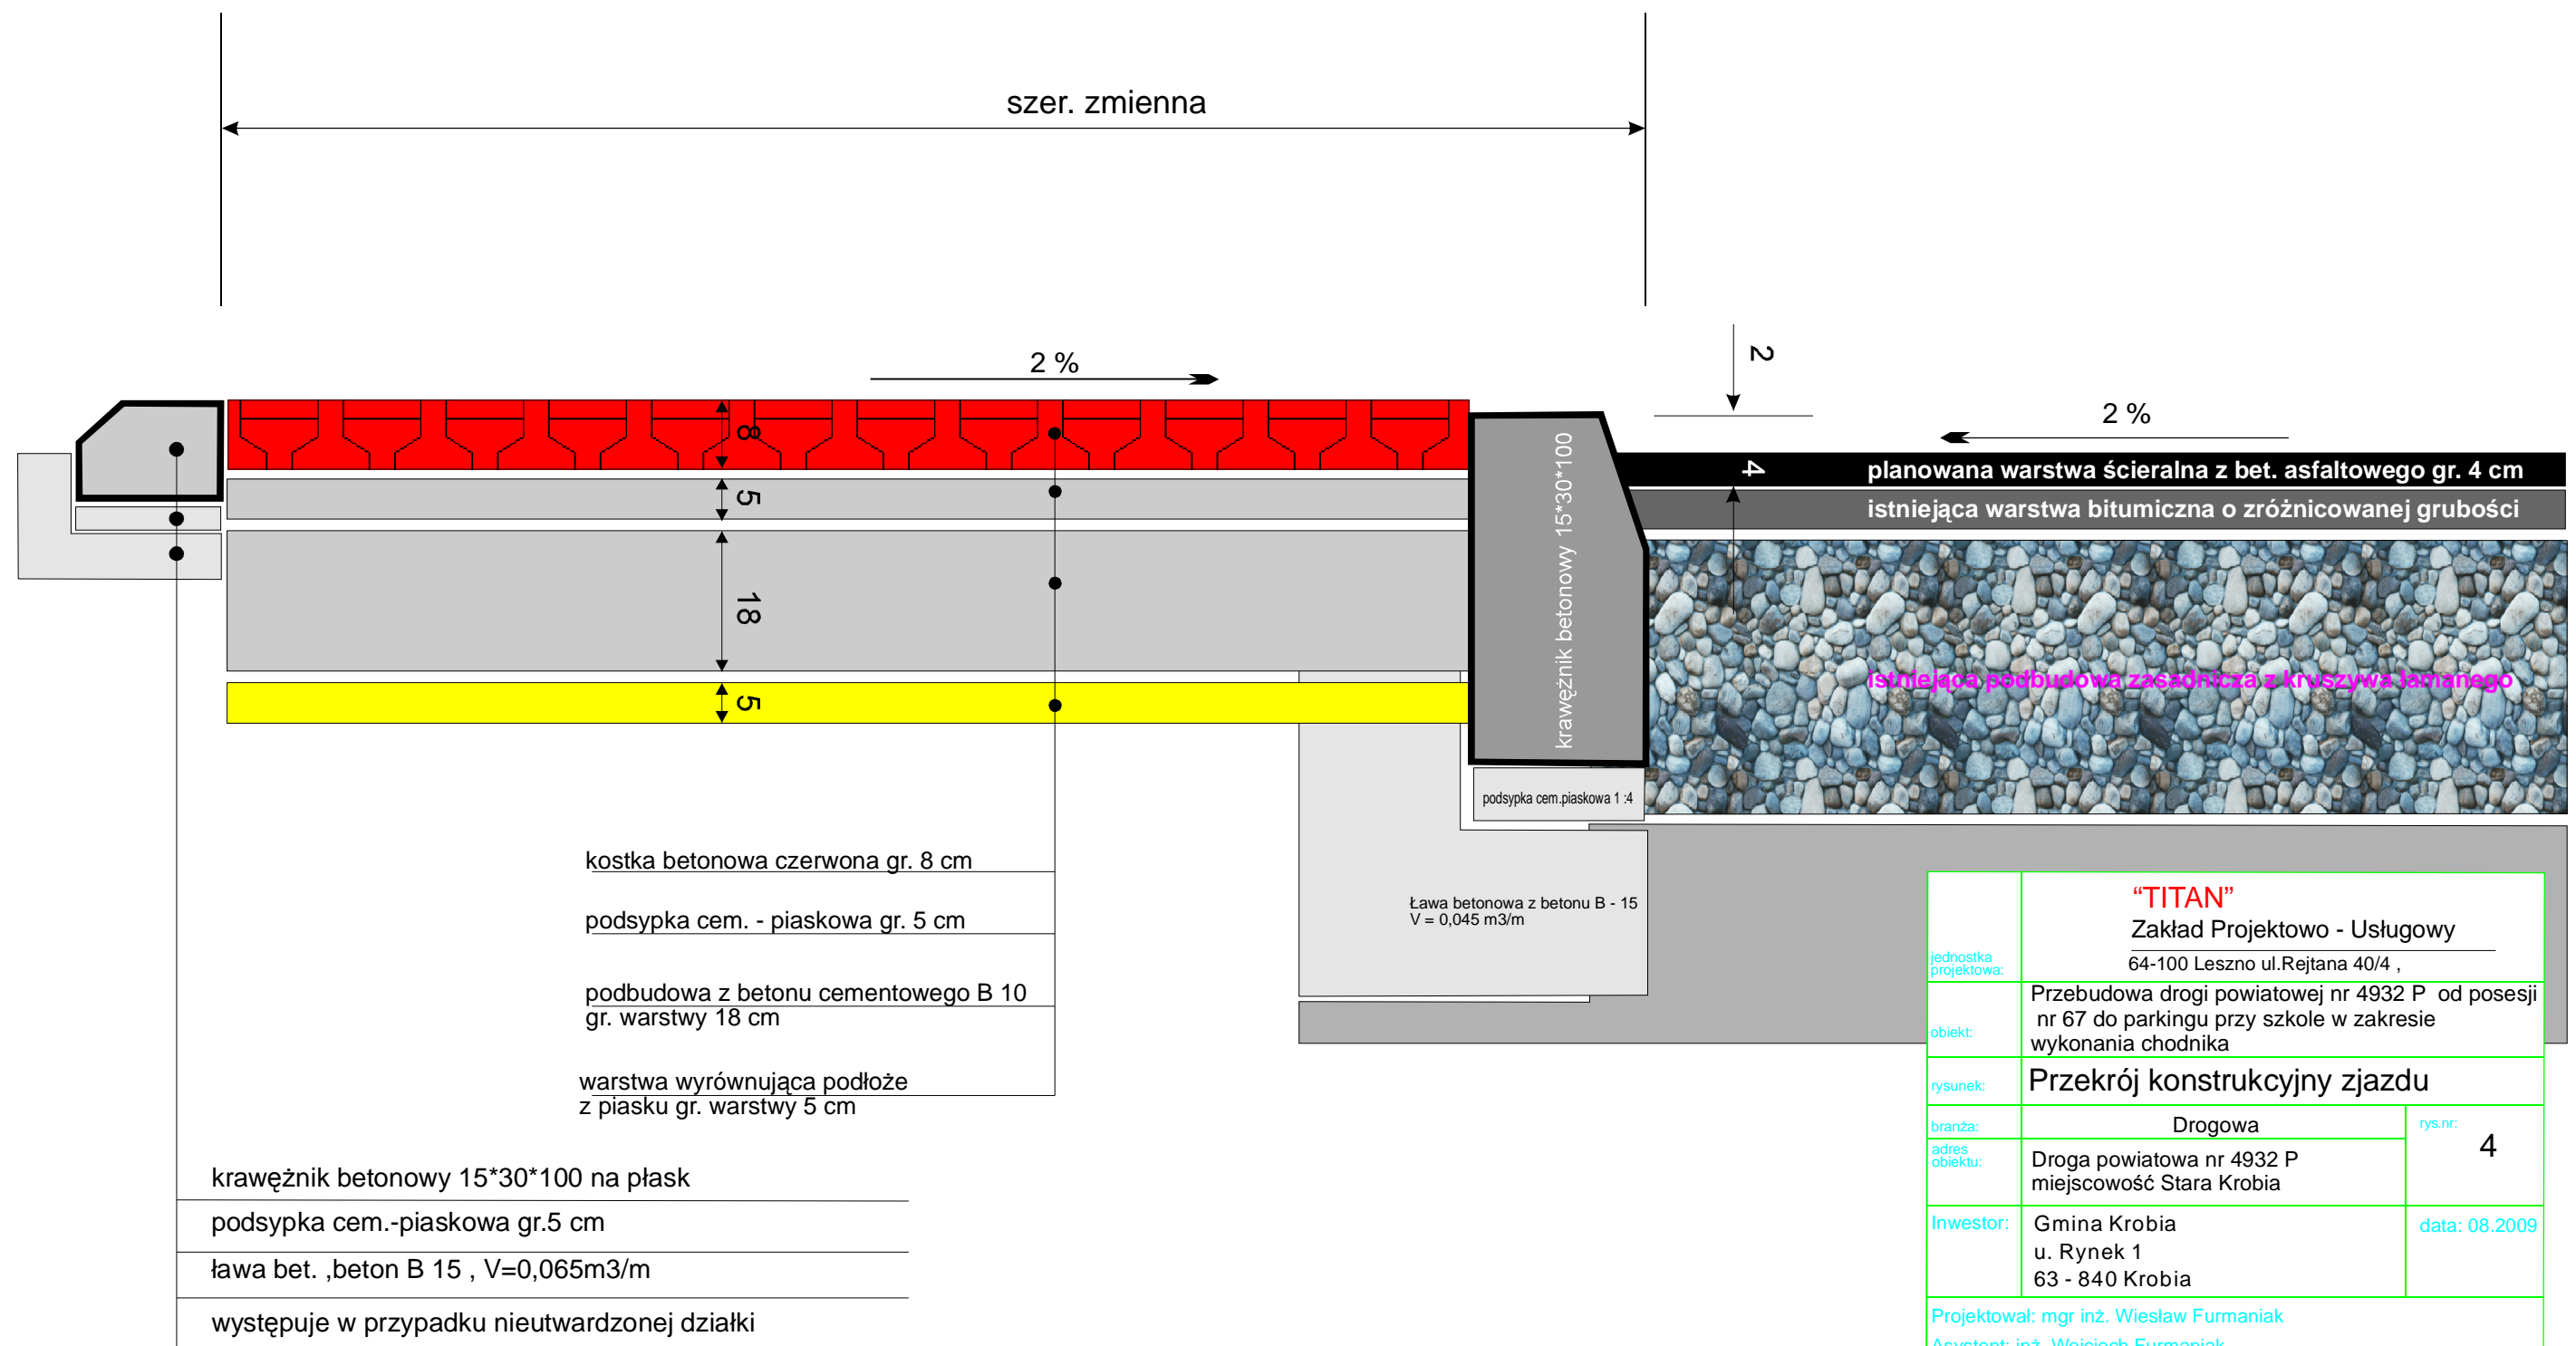 szer. zmienna
2 %
2
2 %
8
5
18
5
4
krawężnik betonowy 15*30*100
planowana warstwa ścieralna z bet. asfaltowego gr. 4 cm
istniejąca warstwa bitumiczna o zróżnicowanej grubości
istniejąca podbudowa zasadnicza z kruszywa łamanego
podsypka cem.piaskowa 1 :4
Ława betonowa z betonu B - 15
V = 0,045 m3/m
kostka betonowa czerwona gr. 8 cm
podsypka cem. - piaskowa gr. 5 cm
podbudowa z betonu cementowego B 10
gr. warstwy 18 cm
warstwa wyrównująca podłoże
z piasku gr. warstwy 5 cm
krawężnik betonowy 15*30*100 na płask
podsypka cem.-piaskowa gr.5 cm
ława bet. ,beton B 15 , V=0,065m3/m
występuje w przypadku nieutwardzonej działki
jednostka
projektowa:
“TITAN”
Zakład Projektowo - Usługowy
64-100 Leszno ul.Rejtana 40/4 ,
obiekt:
Przebudowa drogi powiatowej nr 4932 P od posesji
nr 67 do parkingu przy szkole w zakresie
wykonania chodnika
rysunek:
Przekrój konstrukcyjny zjazdu
branża:
Drogowa
rys.nr:
4
adres
obiektu:
Droga powiatowa nr 4932 P
miejscowość Stara Krobia
Inwestor:
Gmina Krobia
u. Rynek 1
63 - 840 Krobia
data: 08.2009
Projektował: mgr inż. Wiesław Furmaniak
Asystent: inż. Wojciech Furmaniak